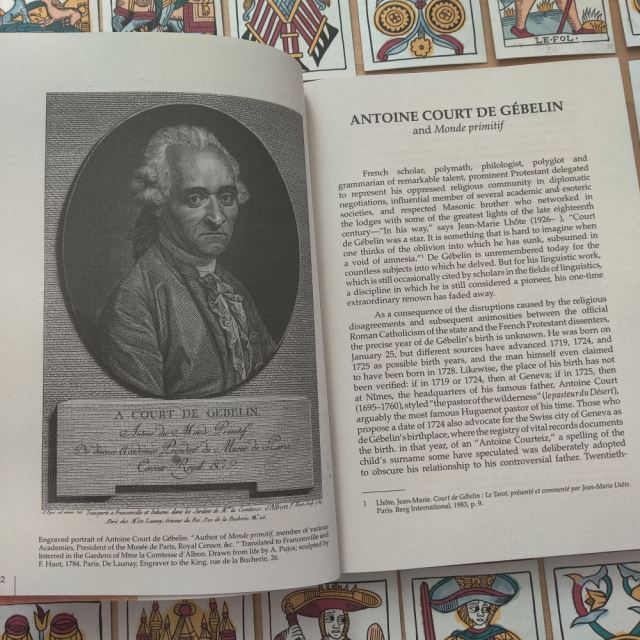 LE·FOL·
A. COURT DE GEBELIN.
Auteur du Monde Primitif
De diverses Académies Président du Musée de Paris
Censeur Royal &c.
Engraved portrait of Antoine Court de Gébelin. "Author of Monde Primitif, member of various
Academies, President of the Musée de Paris, Royal Censor, &c. " Translated to Franconville and
Interred in the Gardens of Mme la Comtesse d'Albon. Drawn from life by A. Pujos; sculpted by
F. Huot, 1784. Paris. De Launay, Engraver to the King, rue de la Bucherie, 26.
2
ANTOINE COURT DE GÉBELIN
and Monde primitif
French scholar, polymath, philologist, polyglot and
grammarian of remarkable talent, prominent Protestant delegated
to represent his oppressed religious community in diplomatic
negotiations, influential member of several academic and esoteric
societies, and respected Masonic brother who networked in
the lodges with some of the greatest lights of the late eighteenth
century—"In his way," says Jean-Marie Lhôte (1926– ), "Court
de Gébelin was a star. It is something that is hard to imagine when
one thinks of the oblivion into which he has sunk, subsumed in
a void of amnesia."1 De Gébelin is unremembered today for the
countless subjects into which he delved. But for his linguistic work,
which is still occasionally cited by scholars in the fields of linguistics,
a discipline in which he is still considered a pioneer, his one-time
extraordinary renown has faded away.
As a consequence of the disruptions caused by the religious
disagreements and subsequent animosities between the official
Roman Catholicism of the state and the French Protestant dissenters,
the precise year of de Gébelin's birth is unknown. He was born on
January 25, but different sources have advanced 1719, 1724, and
1725 as possible birth years, and the man himself even claimed
to have been born in 1728. Likewise, the place of his birth has not
been verified: if in 1719 or 1724, then at Geneva; if in 1725, then
at Nîmes, the headquarters of his famous father, Antoine Court
(1695–1760), styled "the pastor of the wilderness" (le pasteur du Désert),
arguably the most famous Huguenot pastor of his time. Those who
propose a date of 1724 also advocate for the Swiss city of Geneva as
de Gébelin's birthplace, where the registry of vital records documents
the birth, in that year, of an "Antoine Courteiz," a spelling of the
child's surname some have speculated was deliberately adopted
to obscure his relationship to his controversial father. Twentieth-
1 Lhôte, Jean-Marie. Court de Gébelin : Le Tarot, présenté et commenté par Jean-Marie Lhôte.
Paris. Berg International, 1983, p. 9.